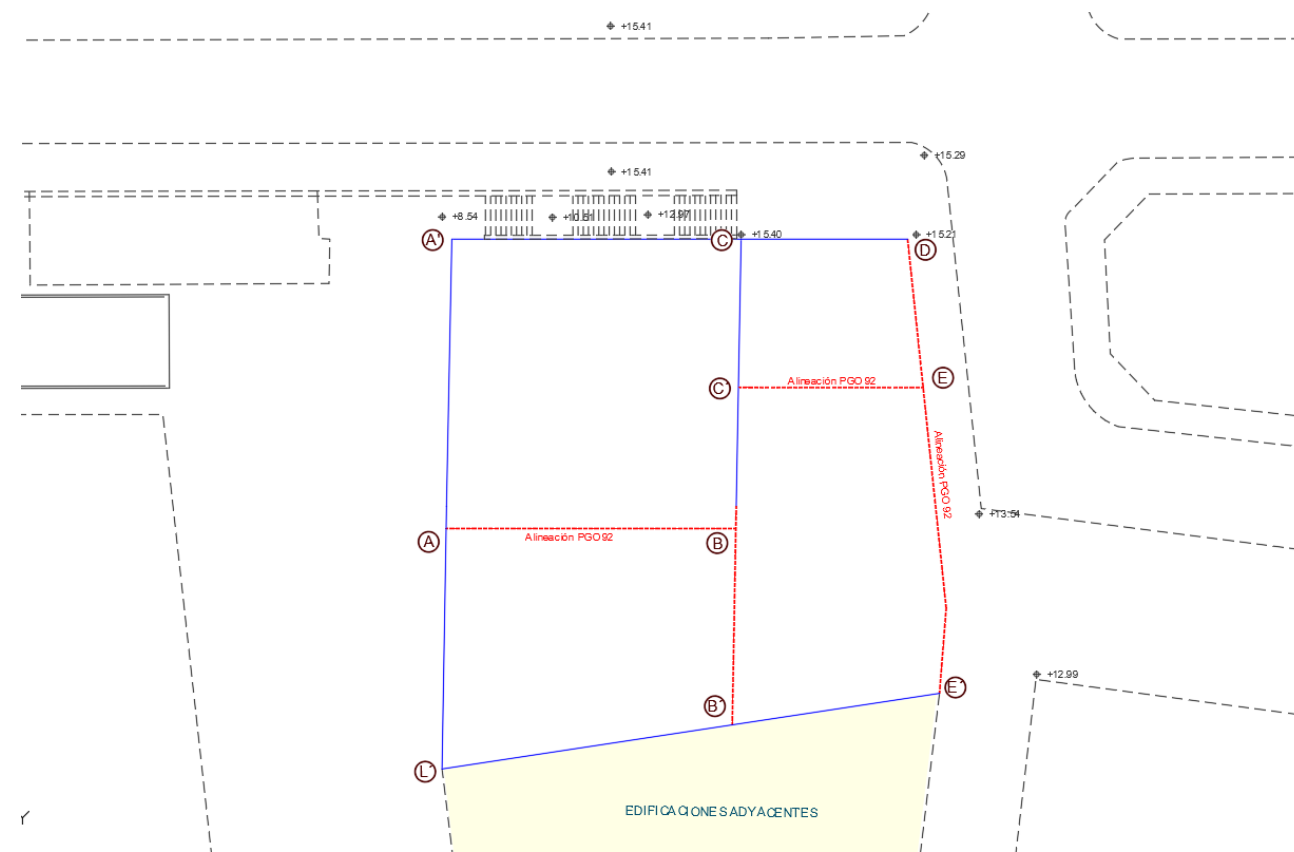 +15.41
+15.29
+15.41
+8.54
+10.51
+12.97
+15.40
+15.21
A'
C
D
Alineación PGO 92
C'
E
Alineación PGO 92
+13.54
A
Alineación PGO 92
B
+12.99
E'
B'
L'
EDIFICACIONES ADYACENTES